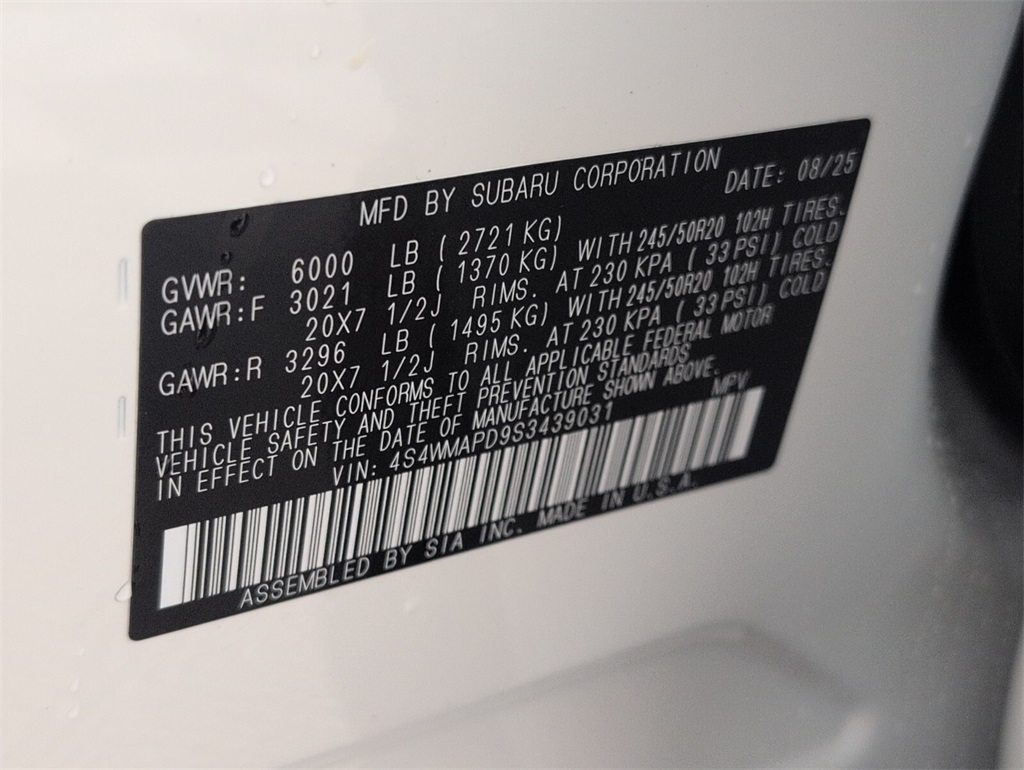 MFD BY SUBARU CORPORATION DATE: 08/25
GVWR: 6000 LB ( 2721 KG)
GAWR:F 3021 LB ( 1370 KG) WITH 245/50R20 102H TIRES.
20X7 1/2J RIMS. AT 230 KPA ( 33 PSI) COLD
GAWR:R 3296 LB ( 1495 KG) WITH 245/50R20 102H TIRES.
20X7 1/2J RIMS. AT 230 KPA ( 33 PSI) COLD
THIS VEHICLE CONFORMS TO ALL APPLICABLE FEDERAL MOTOR
VEHICLE SAFETY AND THEFT PREVENTION STANDARDS
IN EFFECT ON THE DATE OF MANUFACTURE SHOWN ABOVE.
VIN: 4S4WMAPD9S3439031 MPV
ASSEMBLED BY SIA INC. MADE IN U.S.A.